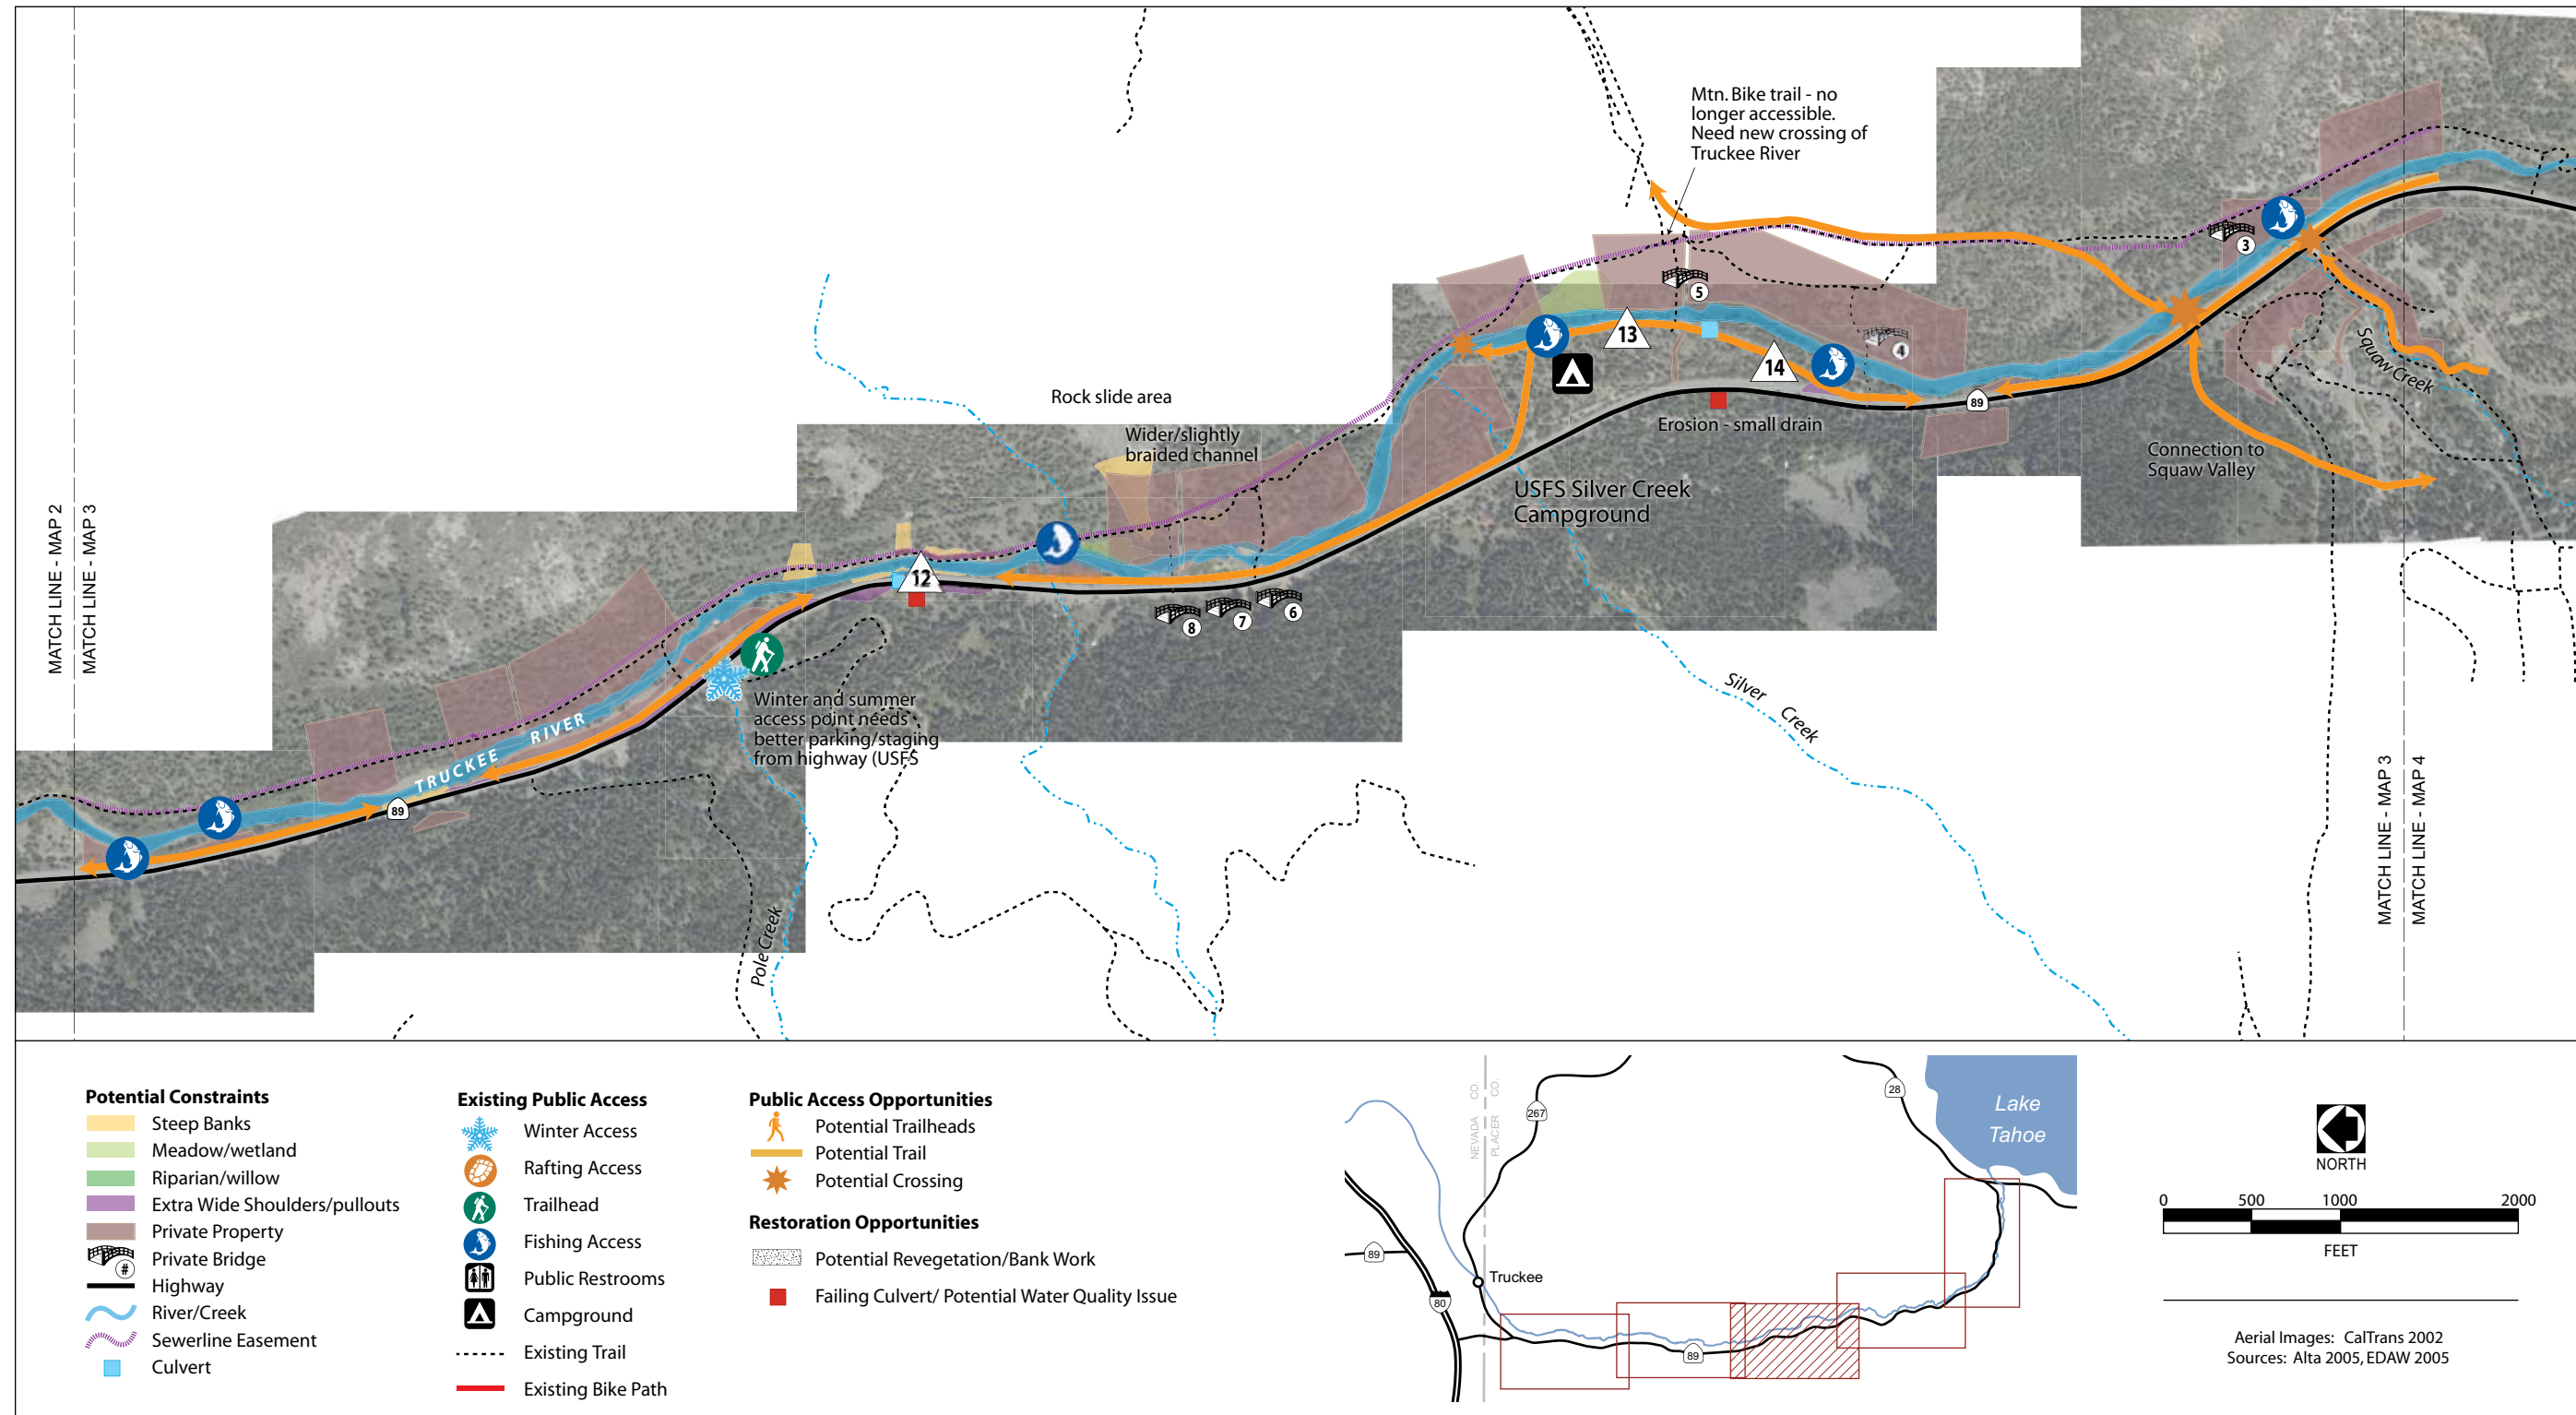 Mtn. Bike trail - no
longer accessible.
Need new crossing of
Truckee River
3
5
13
4
14
89
Squaw Creek
Rock slide area
Wider/slightly
braided channel
Erosion - small drain
Connection to
Squaw Valley
USFS Silver Creek
Campground
MATCH LINE - MAP 2
MATCH LINE - MAP 3
12
8
7
6
Winter and summer
access point needs
better parking/staging
from highway (USFS
Silver
Creek
TRUCKEE RIVER
89
Pole Creek
MATCH LINE - MAP 3
MATCH LINE - MAP 4
Potential Constraints
Steep Banks
Meadow/wetland
Riparian/willow
Extra Wide Shoulders/pullouts
Private Property
Private Bridge
#
Highway
River/Creek
Sewerline Easement
Culvert
Existing Public Access
Winter Access
Rafting Access
Trailhead
Fishing Access
Public Restrooms
Campground
Existing Trail
Existing Bike Path
Public Access Opportunities
Potential Trailheads
Potential Trail
Potential Crossing
Restoration Opportunities
Potential Revegetation/Bank Work
Failing Culvert/ Potential Water Quality Issue
NEVADA CO.
PLACER CO.
267
28
Lake
Tahoe
89
80
Truckee
89
NORTH
0 500 1000 2000
FEET
Aerial Images: CalTrans 2002
Sources: Alta 2005, EDAW 2005